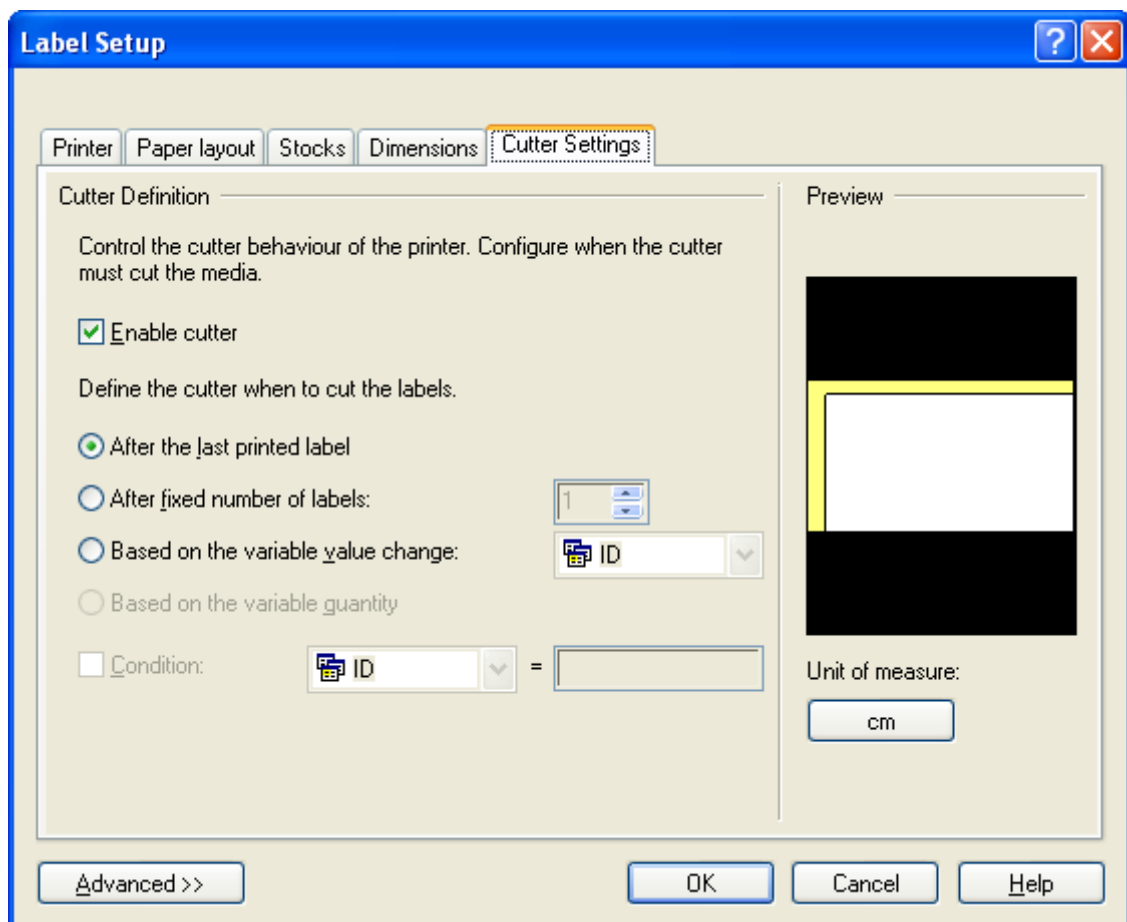 Label Setup
Printer Paper layout Stocks Dimensions Cutter Settings
Cutter Definition
Control the cutter behaviour of the printer. Configure when the cutter
must cut the media.
Enable cutter
Define the cutter when to cut the labels.
After the last printed label
After fixed number of labels: 1
Based on the variable value change: ID
Based on the variable quantity
Condition: ID =
Preview
Unit of measure:
cm
Advanced >> OK Cancel Help